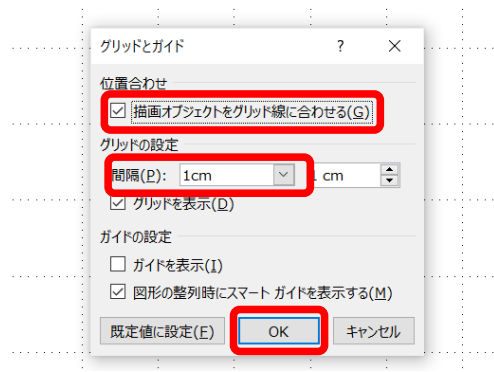 グリッドとガイド ? ×
位置合わせ
描画オブジェクトをグリッド線に合わせる(G)
グリッドの設定
間隔(P): 1cm 1 cm
グリッドを表示(D)
ガイドの設定
ガイドを表示(I)
図形の整列時にスマート ガイドを表示する(M)
既定値に設定(F) OK キャンセル